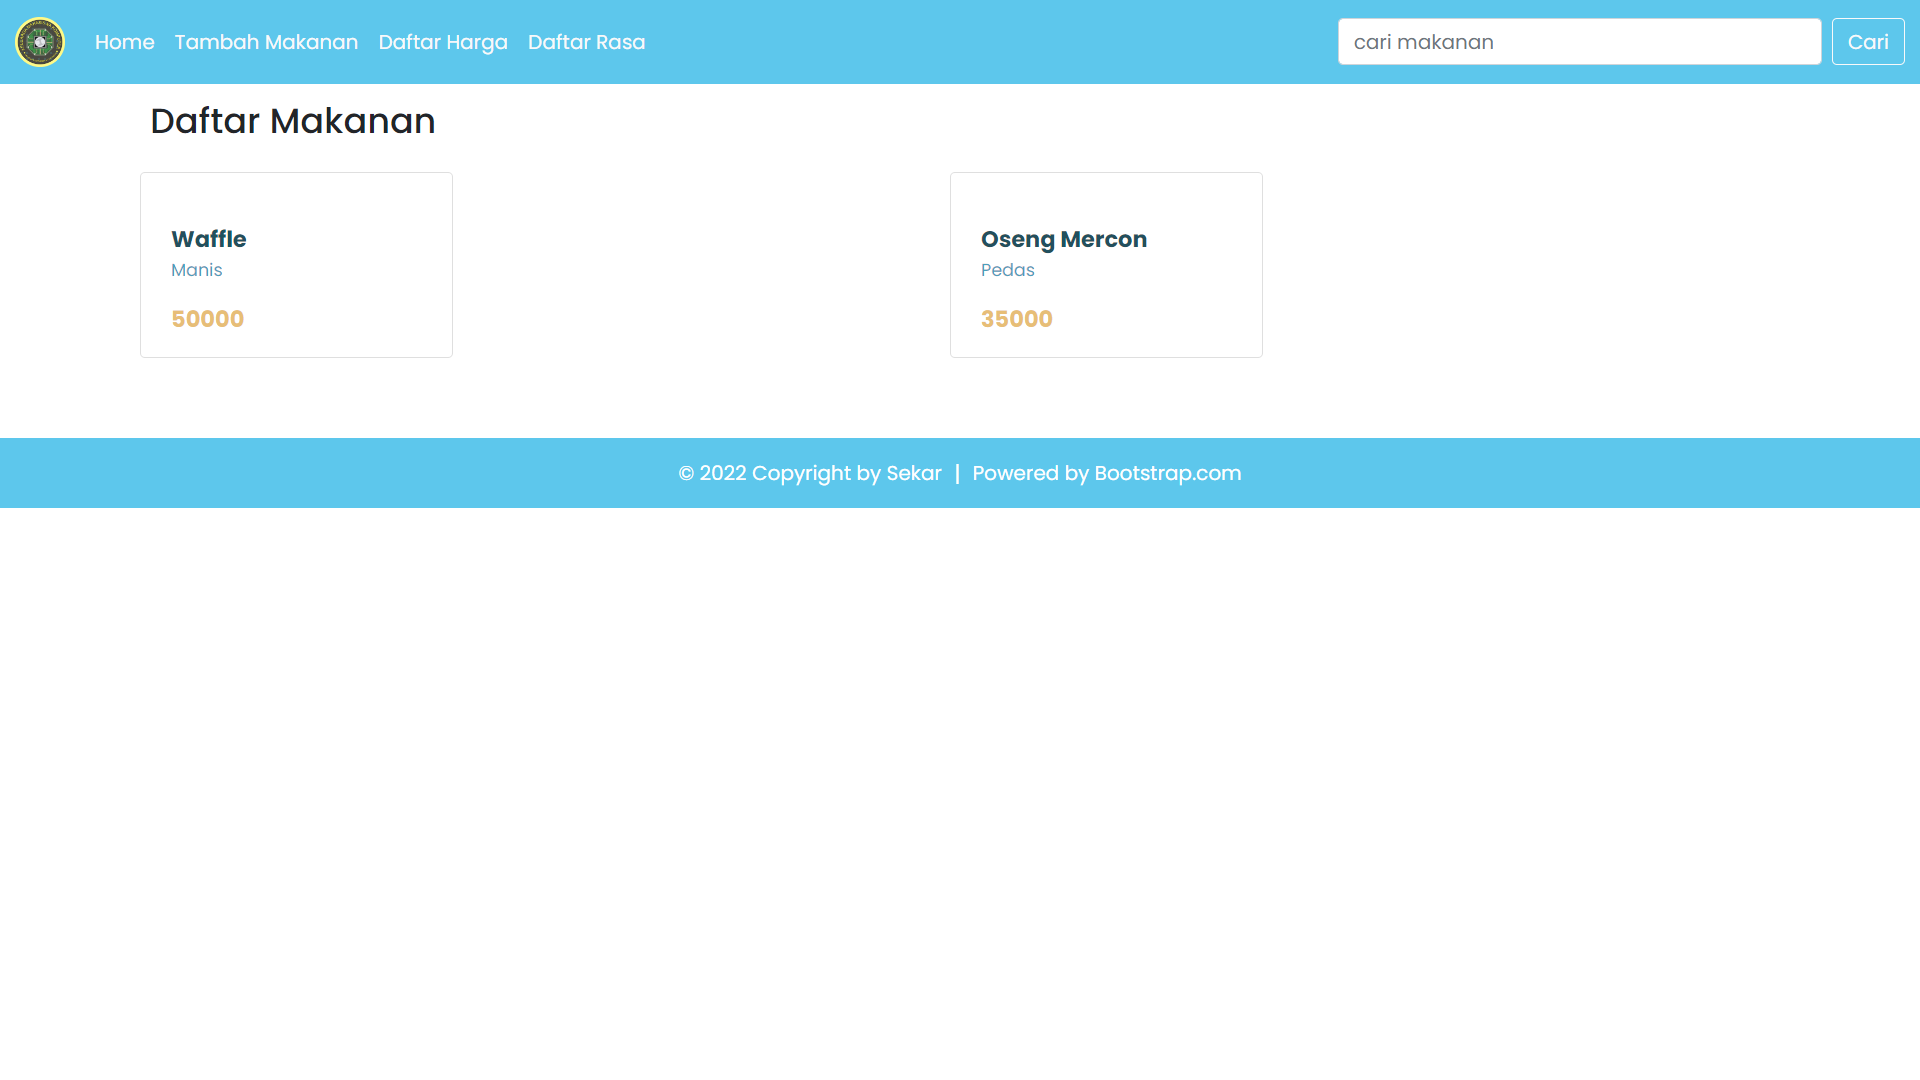 Home Tambah Makanan Daftar Harga Daftar Rasa cari makanan Cari
Daftar Makanan
Waffle
Manis
50000
Oseng Mercon
Pedas
35000
© 2022 Copyright by Sekar | Powered by Bootstrap.com